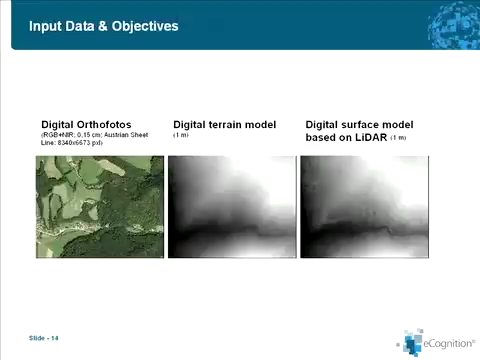 Input Data & Objectives
Digital Orthofotos
(RGB+NIR; 0,15 cm; Austrian Sheet
Line: 8340x6673 pxl)
Digital terrain model
(1 m)
Digital surface model
based on LiDAR (1 m)
Slide - 14
eCognition®